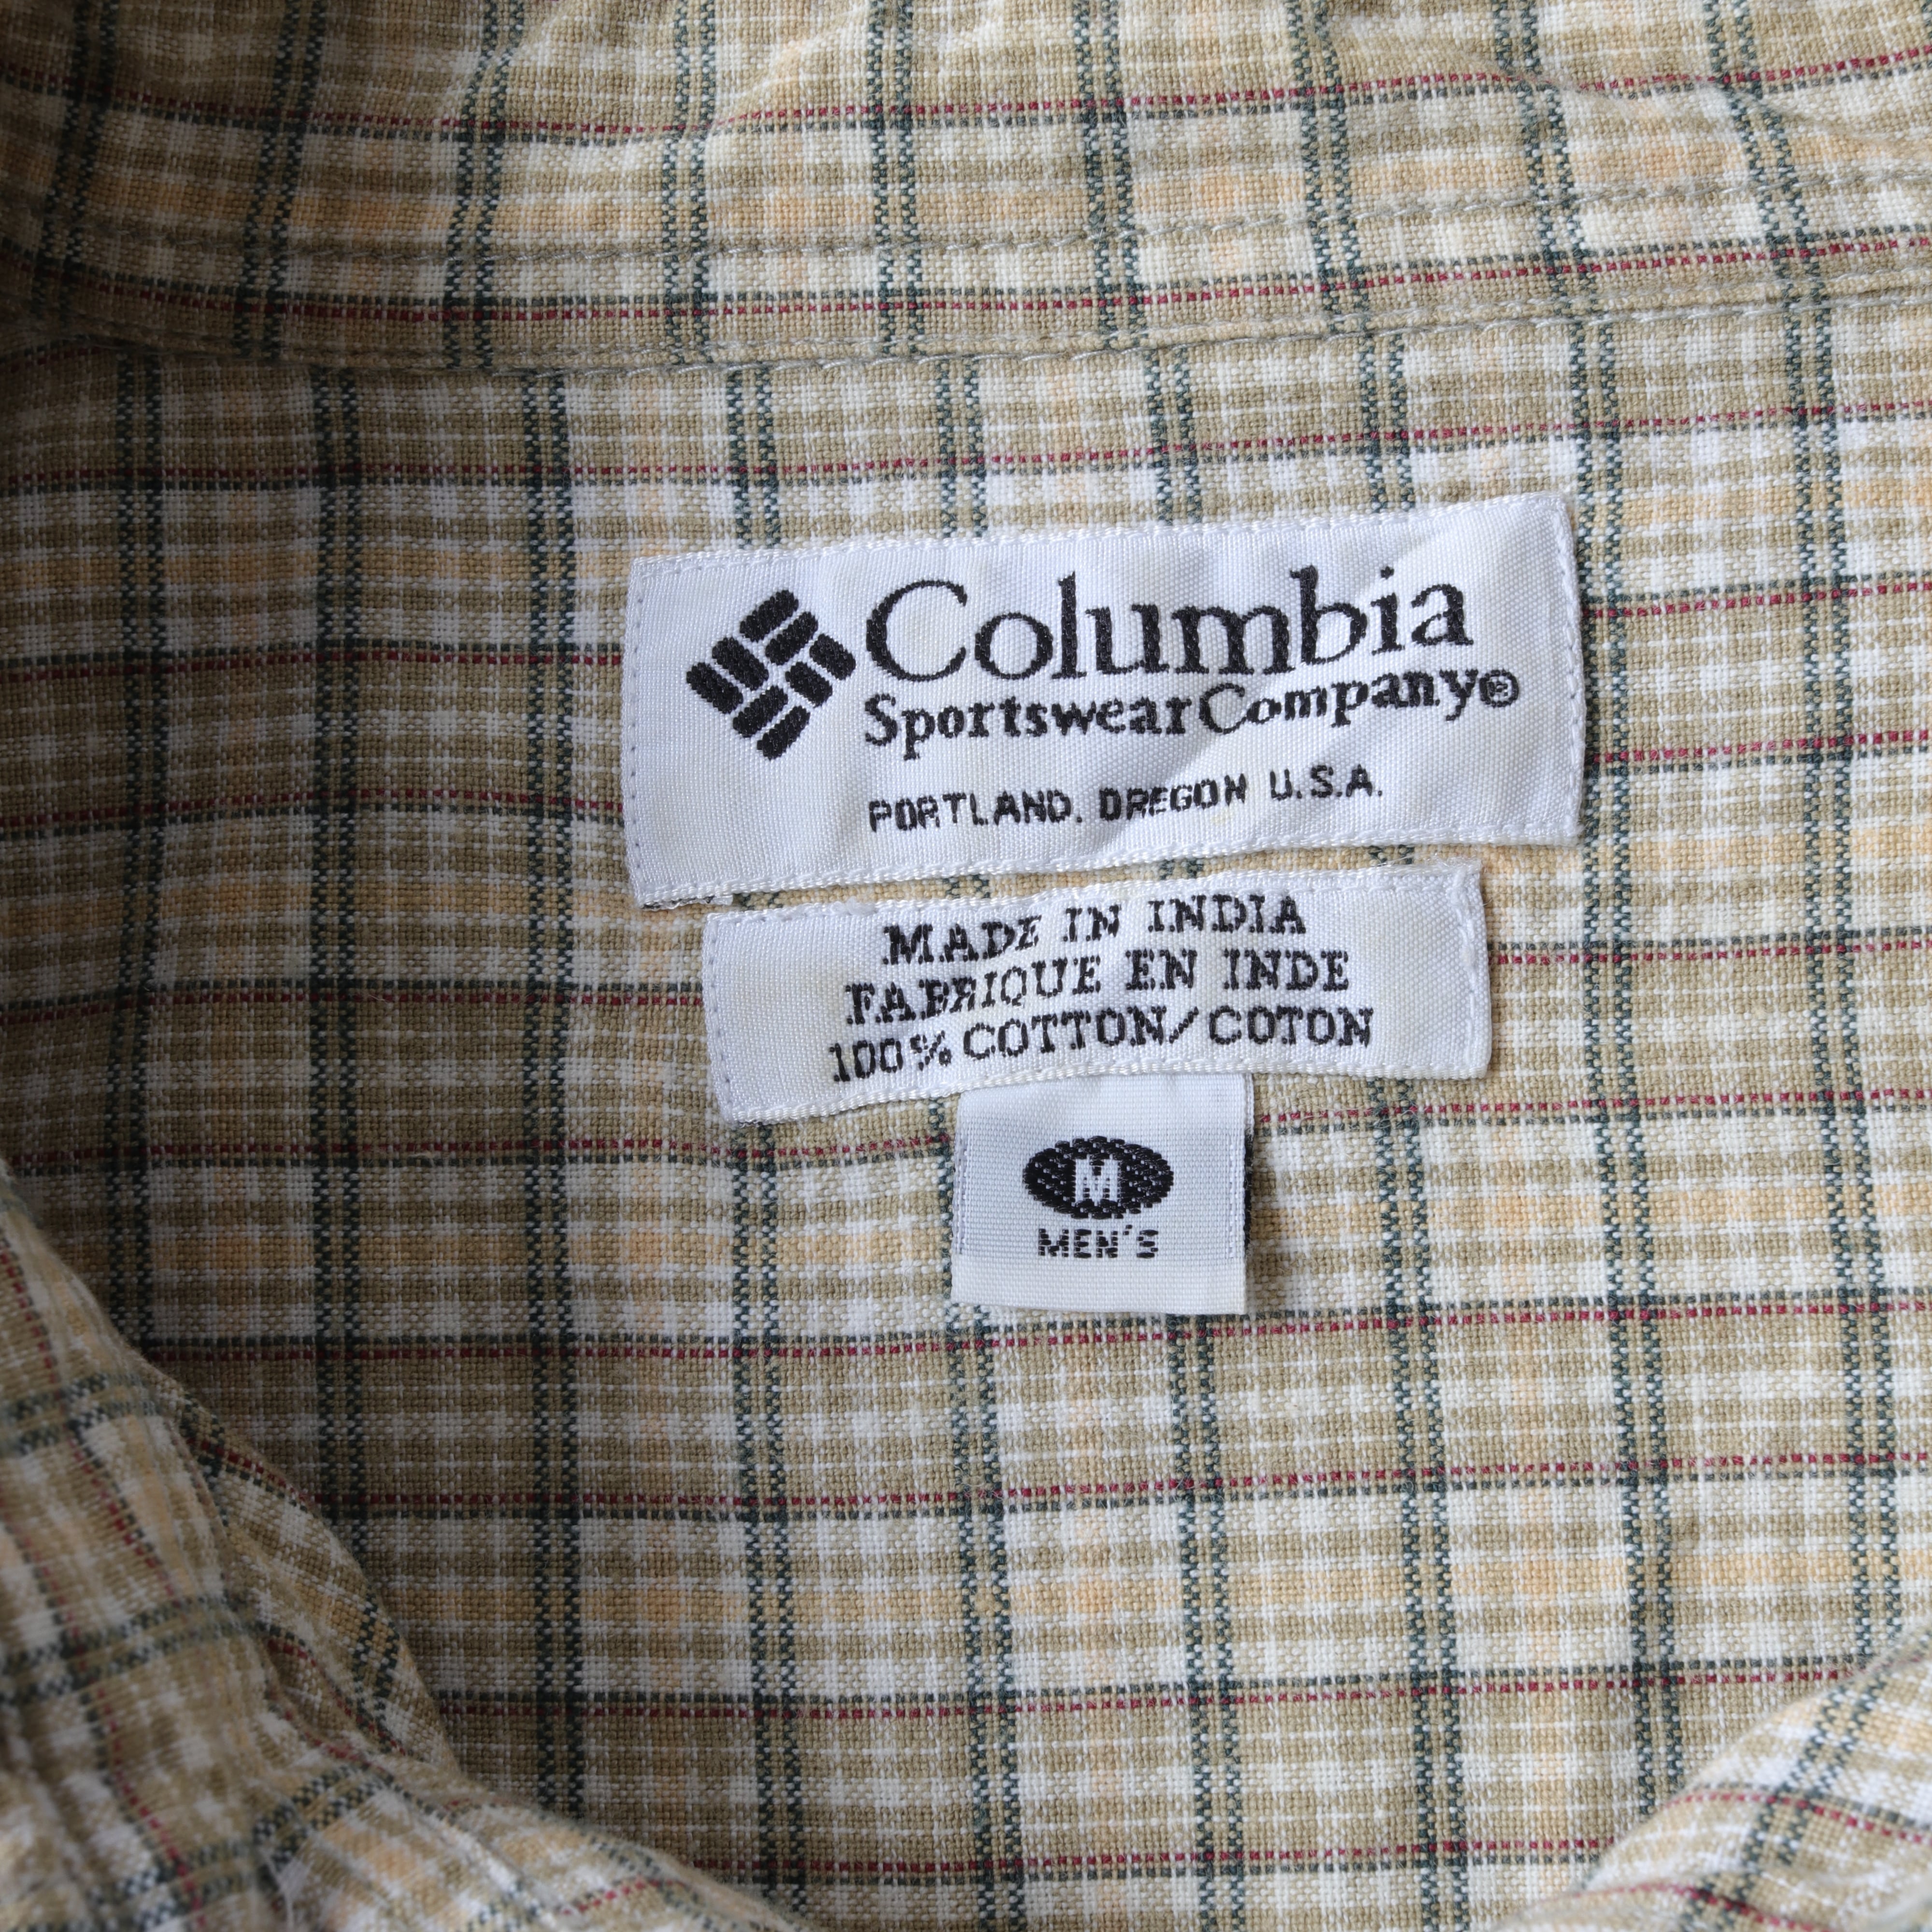 Columbia
Sportswear Company®
PORTLAND, OREGON U.S.A.
MADE IN INDIA
FABRIQUE EN INDE
100% COTTON/COTON
M
MEN'S